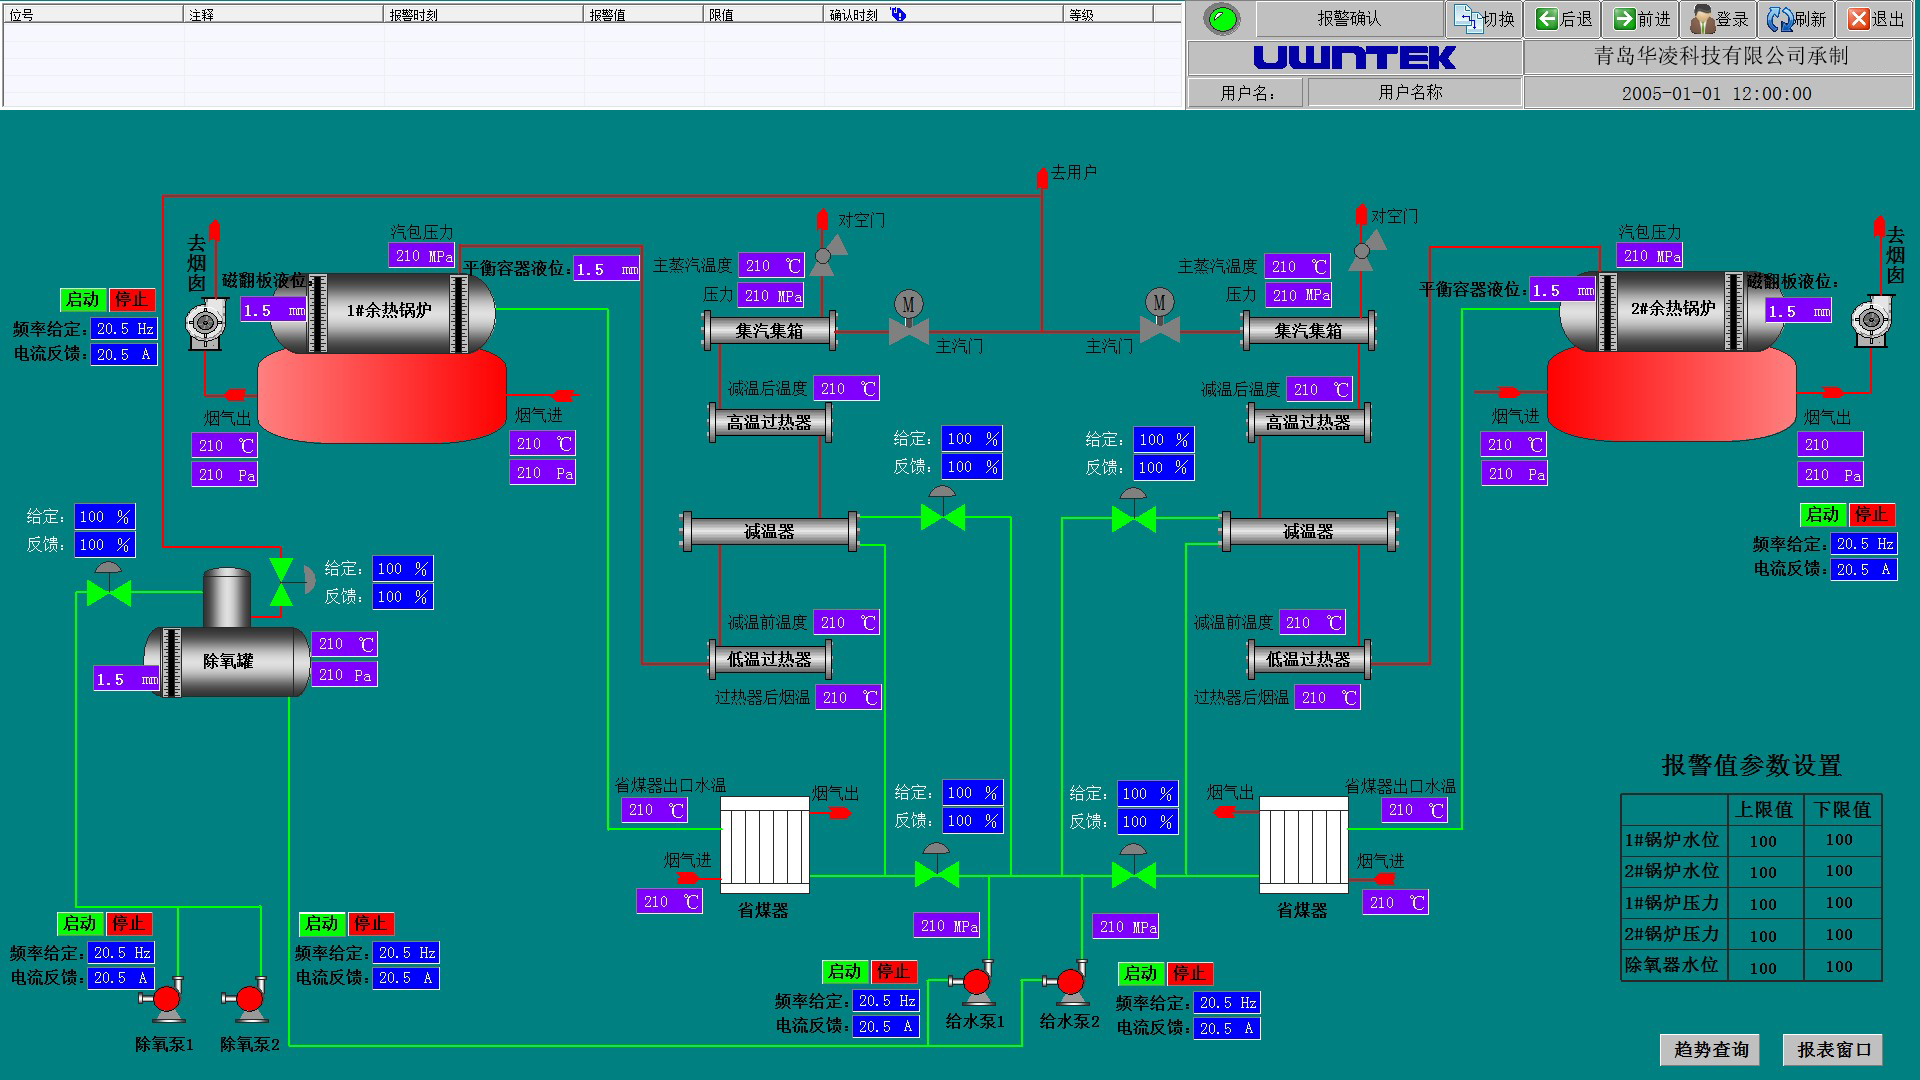 位号 注释 报警时刻 报警值 限值 确认时刻 等级
报警确认 切换 后退 前进 登录 刷新 退出
UWNTEK 青岛华凌科技有限公司承制
用户名: 用户名称 2005-01-01 12:00:00
去用户
对空门
对空门
去烟囱
汽包压力
210 MPa
磁翻板液位:
1.5 mm
平衡容器液位: 1.5 mm
1#余热锅炉
启动 停止
频率给定: 20.5 Hz
电流反馈: 20.5 A
烟气出
210 ℃
210 Pa
烟气进
210 ℃
210 Pa
主蒸汽温度 210 ℃
压力 210 MPa
集汽集箱
M
主汽门
减温后温度 210 ℃
高温过热器
给定: 100 %
反馈: 100 %
减温器
减温前温度 210 ℃
低温过热器
过热器后烟温 210 ℃
主蒸汽温度 210 ℃
压力 210 MPa
集汽集箱
M
主汽门
减温后温度 210 ℃
高温过热器
给定: 100 %
反馈: 100 %
减温器
减温前温度 210 ℃
低温过热器
过热器后烟温 210 ℃
汽包压力
210 MPa
平衡容器液位: 1.5 mm
磁翻板液位:
1.5 mm
2#余热锅炉
去烟囱
烟气进
210 ℃
210 Pa
烟气出
210
210 Pa
启动 停止
频率给定: 20.5 Hz
电流反馈: 20.5 A
给定: 100 %
反馈: 100 %
给定: 100 %
反馈: 100 %
除氧罐
1.5 mm
210 ℃
210 Pa
省煤器出口水温
210 ℃
烟气出
烟气进
210 ℃
省煤器
给定: 100 %
反馈: 100 %
给定: 100 %
反馈: 100 %
烟气出
省煤器出口水温
210 ℃
烟气进
210 ℃
省煤器
210 MPa
210 MPa
启动 停止
频率给定: 20.5 Hz
电流反馈: 20.5 A
除氧泵1
除氧泵2
启动 停止
频率给定: 20.5 Hz
电流反馈: 20.5 A
启动 停止
频率给定: 20.5 Hz
电流反馈: 20.5 A
给水泵1
给水泵2
启动 停止
频率给定: 20.5 Hz
电流反馈: 20.5 A
报警值参数设置
上限值 下限值
1#锅炉水位 100 100
2#锅炉水位 100 100
1#锅炉压力 100 100
2#锅炉压力 100 100
除氧器水位 100 100
趋势查询 报表窗口